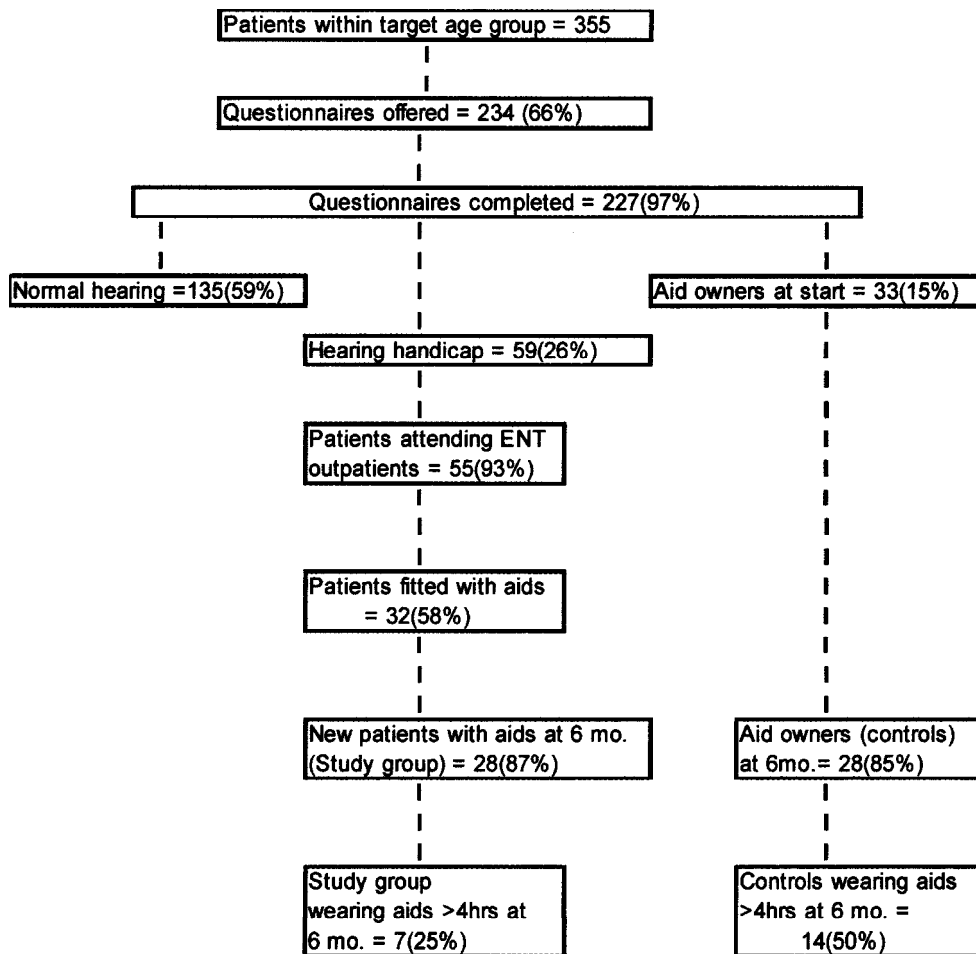 Patients within target age group = 355
Questionnaires offered = 234 (66%)
Questionnaires completed = 227(97%)
Normal hearing =135(59%)
Aid owners at start = 33(15%)
Hearing handicap = 59(26%)
Patients attending ENT
outpatients = 55(93%)
Patients fitted with aids
= 32(58%)
New patients with aids at 6 mo.
(Study group) = 28(87%)
Aid owners (controls)
at 6mo.= 28(85%)
Study group
wearing aids >4hrs at
6 mo. = 7(25%)
Controls wearing aids
>4hrs at 6 mo. =
14(50%)